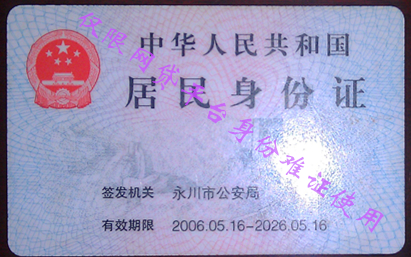 中华人民共和国
居民身份证
仅限网贷天台身份难证使用
签发机关 永川市公安局
有效期限 2006.05.16-2026.05.16